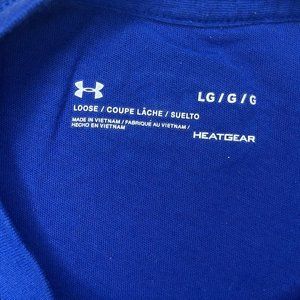 LG / G / G
LOOSE / COUPE LÂCHE / SUELTO
MADE IN VIETNAM / FABRIQUÉ AU VIETNAM /
HECHO EN VIETNAM
HEATGEAR